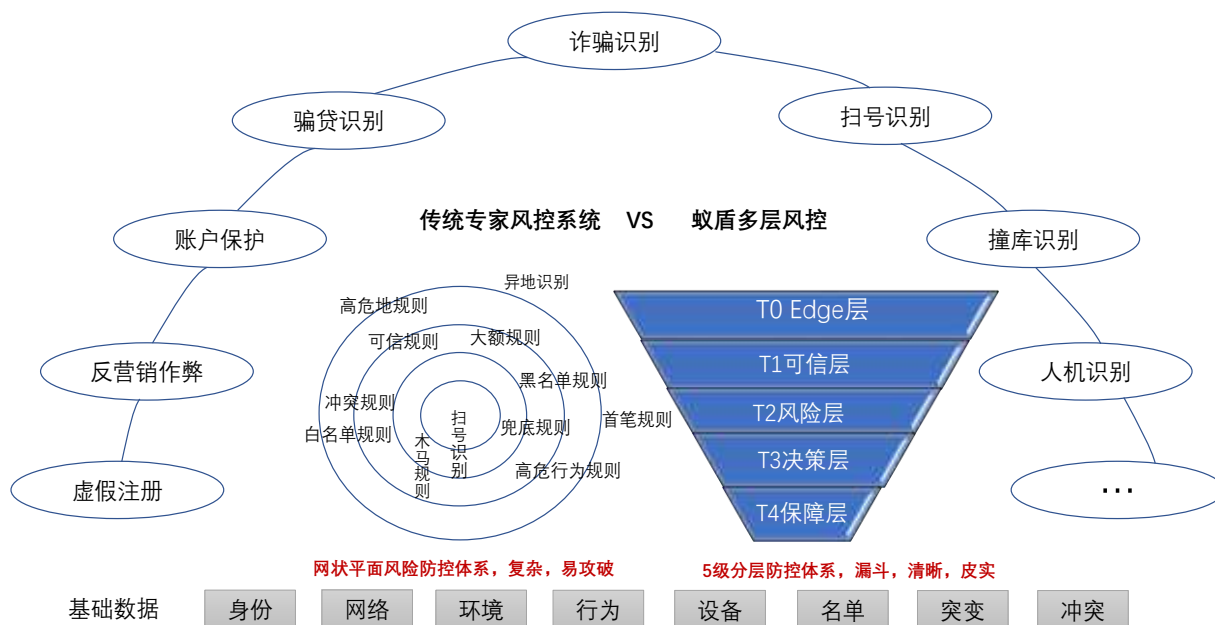 诈骗识别
骗贷识别
扫号识别
账户保护
传统专家风控系统 VS 蚁盾多层风控
撞库识别
异地识别
高危地规则
T0 Edge层
可信规则
大额规则
T1可信层
反营销作弊
黑名单规则
人机识别
冲突规则
扫号识别
首笔规则
T2风险层
白名单规则
木马规则
兜底规则
高危行为规则
T3决策层
虚假注册
...
T4保障层
网状平面风险防控体系，复杂，易攻破
5级分层防控体系，漏斗，清晰，皮实
基础数据 身份 网络 环境 行为 设备 名单 突变 冲突